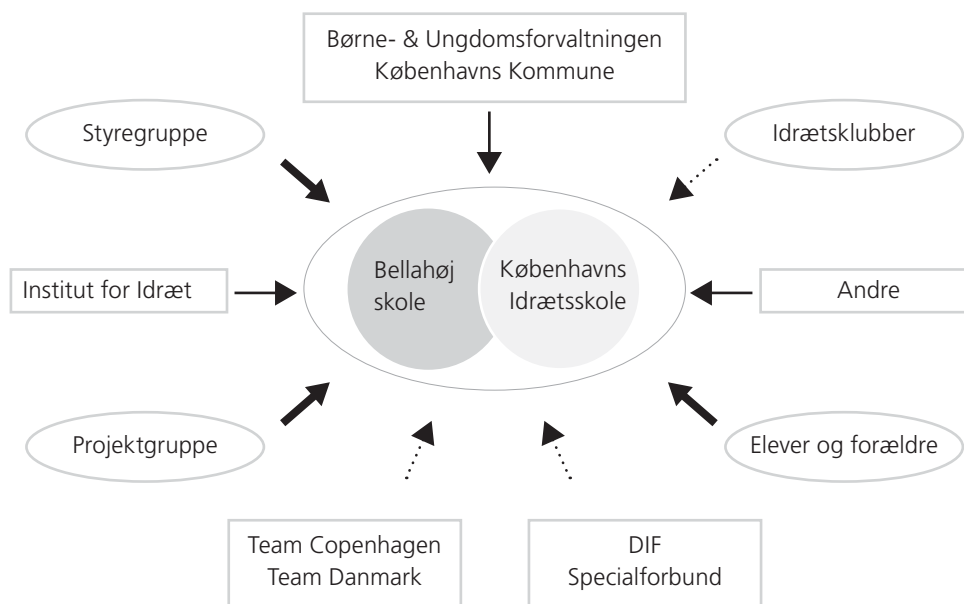 Børne- & Ungdomsforvaltningen
Københavns Kommune
Styregruppe
Idrætsklubber
Bellahøj
skole
Københavns
Idrætsskole
Institut for Idræt
Andre
Projektgruppe
Elever og forældre
Team Copenhagen
Team Danmark
DIF
Specialforbund